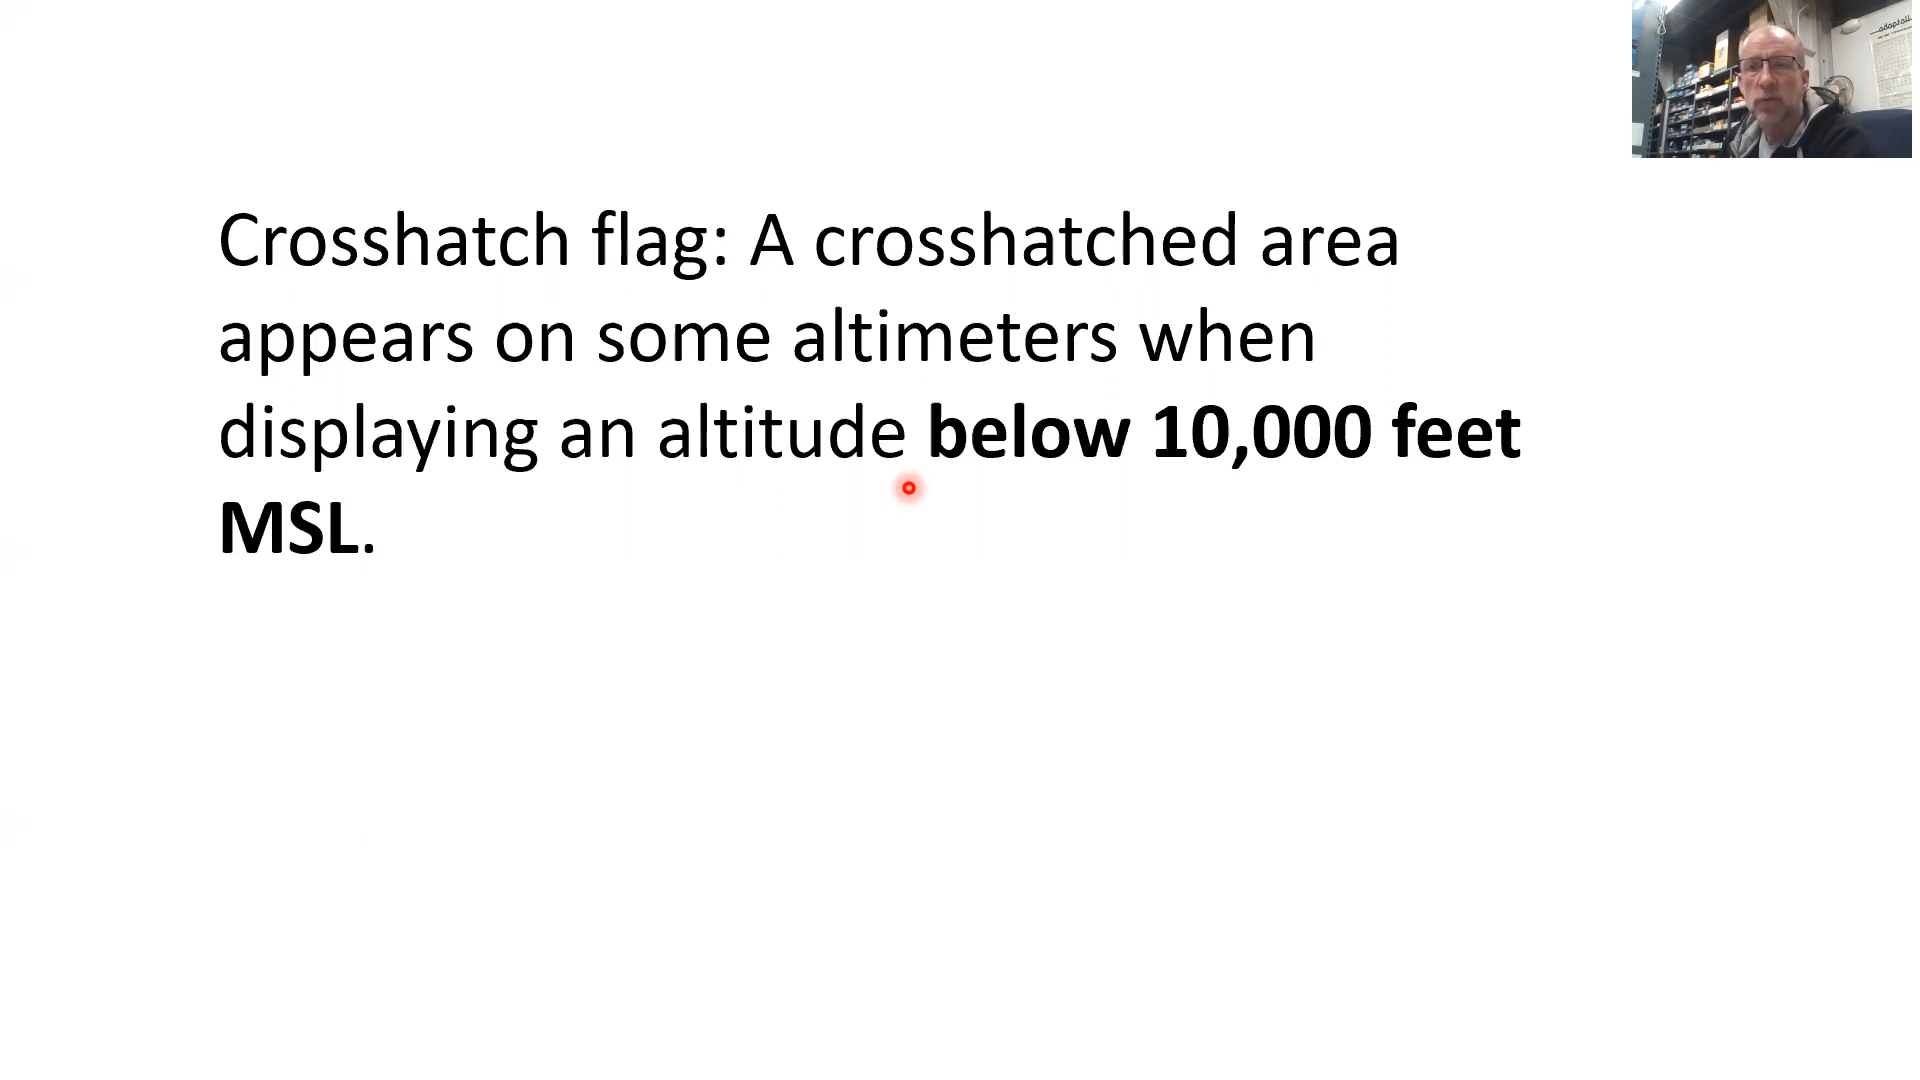 Crosshatch flag: A crosshatched area
appears on some altimeters when
displaying an altitude below 10,000 feet
MSL.